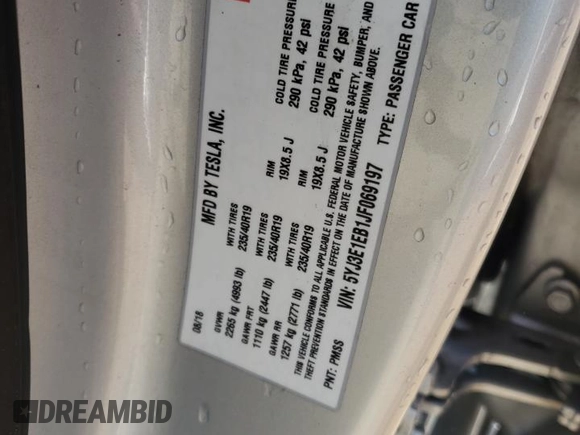 MFD BY TESLA, INC.
08/18
GVWR
2265 kg (4993 lb)
GAWR FRT
1110 kg (2447 lb)
WITH TIRES
235/40R19
RIM
19X8.5 J
COLD TIRE PRESSURE
290 kPa, 42 psi
GAWR RR
1257 kg (2771 lb)
WITH TIRES
235/40R19
RIM
19X8.5 J
COLD TIRE PRESSURE
290 kPa, 42 psi
WITH TIRES
235/40R19
THIS VEHICLE CONFORMS TO ALL APPLICABLE U.S. FEDERAL MOTOR VEHICLE SAFETY, BUMPER, AND
THEFT PREVENTION STANDARDS IN EFFECT ON THE DATE OF MANUFACTURE SHOWN ABOVE.
VIN: 5YJ3E1EB1JF069197
PNT: PMSS
TYPE: PASSENGER CAR
DREAMBID